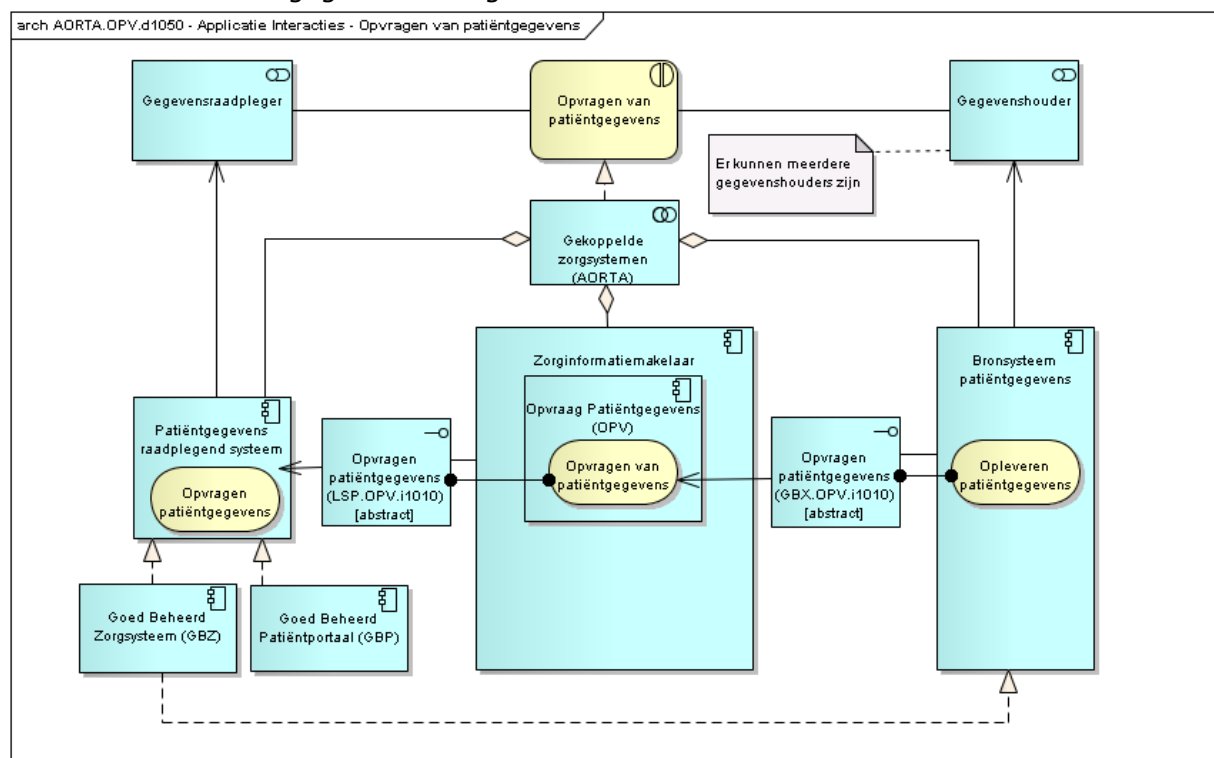 arch AORTA.OPV.d1050 - Applicatie Interacties - Opvragen van patiëntgegevens
Gegevensraadpleger
Opvragen van
patiëntgegevens
Gegevenshouder
Er kunnen meerdere
gegevenshouders zijn
Gekoppelde
zorgsystemen
(AORTA)
Zorginformatiemakelaar
Bronsysteem
patiëntgegevens
Opvraag Patiëntgegevens
(OPV)
Patiëntgegevens
raadplegend systeem
Opvragen
patiëntgegevens
(LSP.OPV.i1010)
[abstract]
Opvragen van
patiëntgegevens
Opvragen
patiëntgegevens
(GBX.OPV.i1010)
[abstract]
Opleveren
patiëntgegevens
Opvragen
patiëntgegevens
Goed Beheerd
Zorgsysteem (GBZ)
Goed Beheerd
Patiëntportaal (GBP)